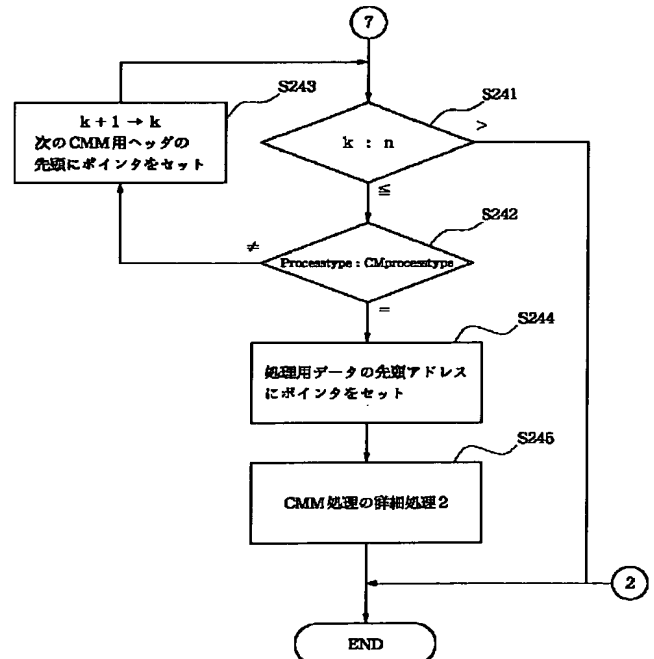 7
S243
k + 1 → k
次のCMM用ヘッダの
先頭にポインタをセット
S241
k : n
>
≦
S242
≠
Processtype : CMprocesstype
=
S244
処理用データの先頭アドレス
にポインタをセット
S245
CMM処理の詳細処理2
2
END